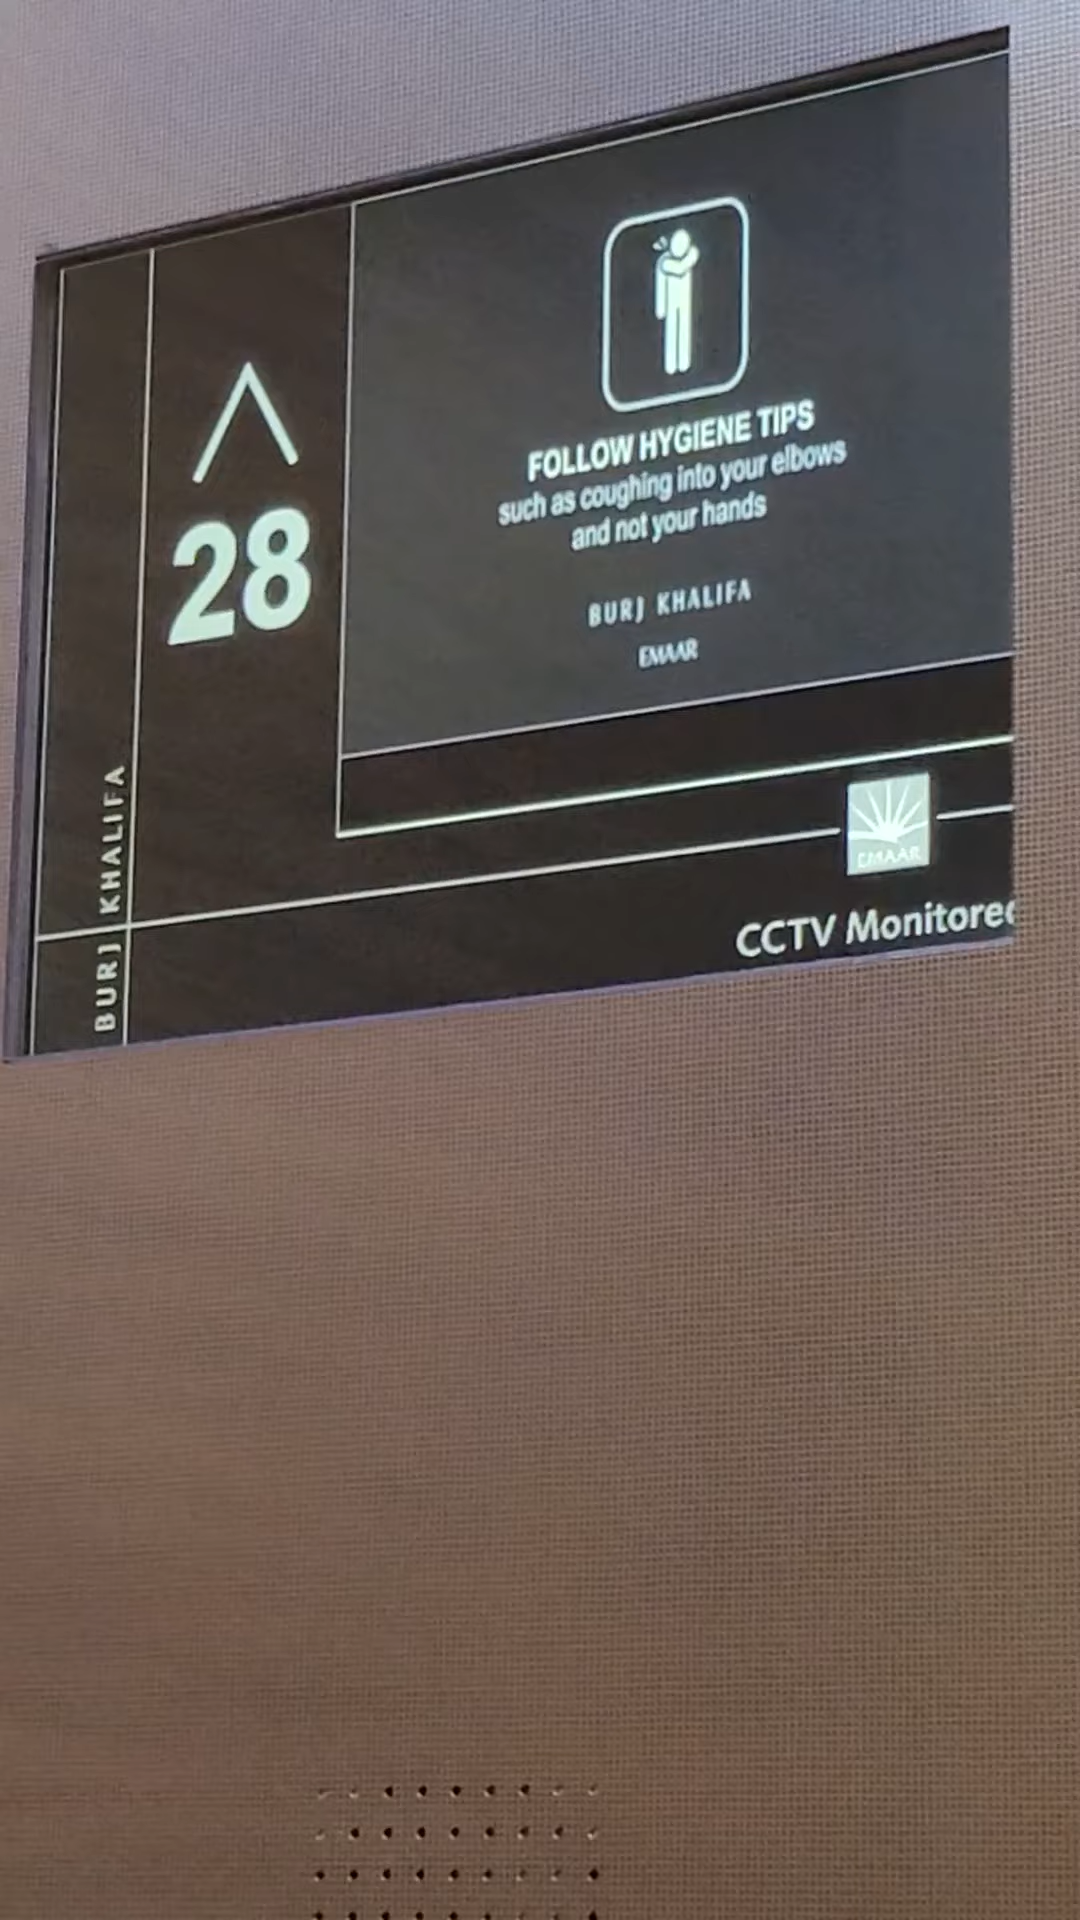 28
FOLLOW HYGIENE TIPS
such as coughing into your elbows
and not your hands
BURJ KHALIFA
EMAAR
BURJ KHALIFA
EMAAR
CCTV Monitored